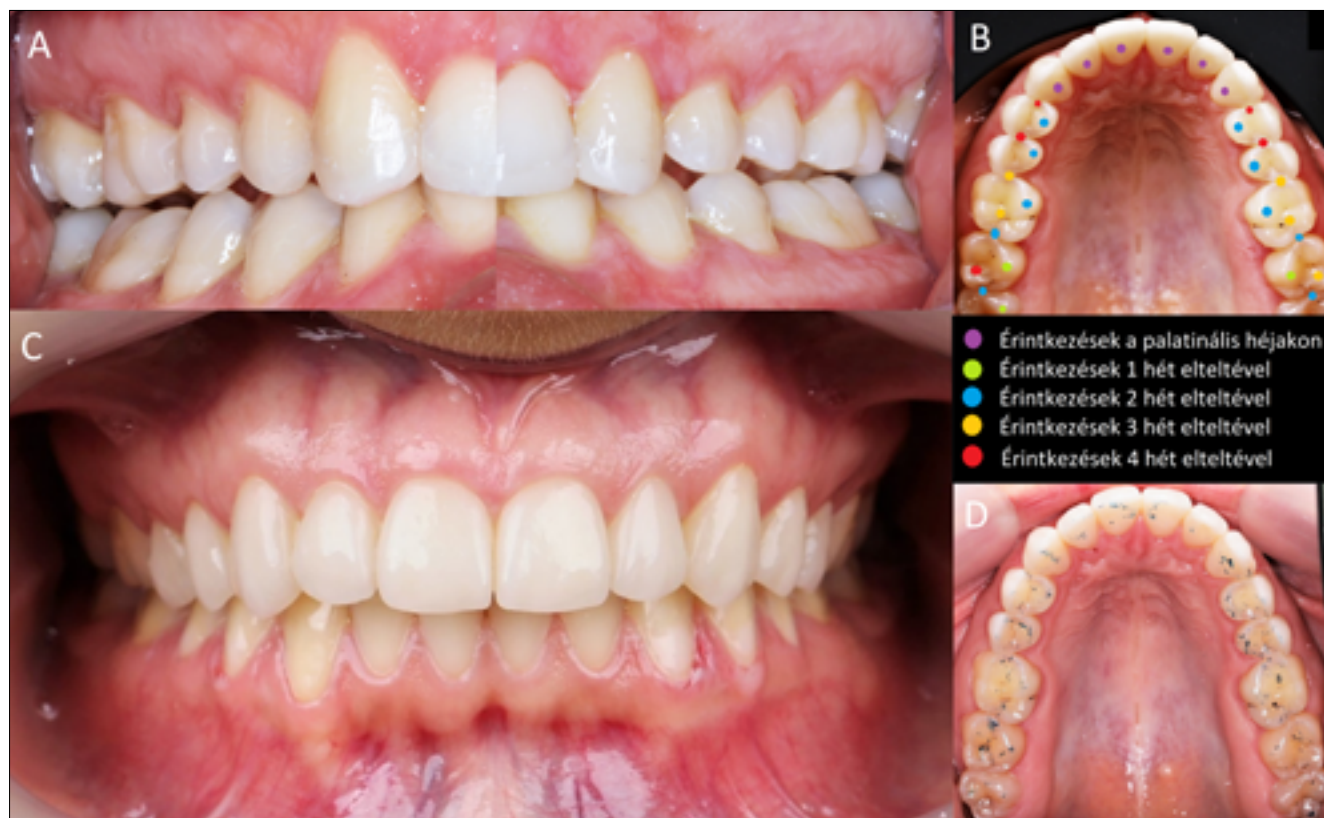 A
B
Érintkezések a palatinális héjakon
Érintkezések 1 hét elteltével
Érintkezések 2 hét elteltével
Érintkezések 3 hét elteltével
Érintkezések 4 hét elteltével
C
D